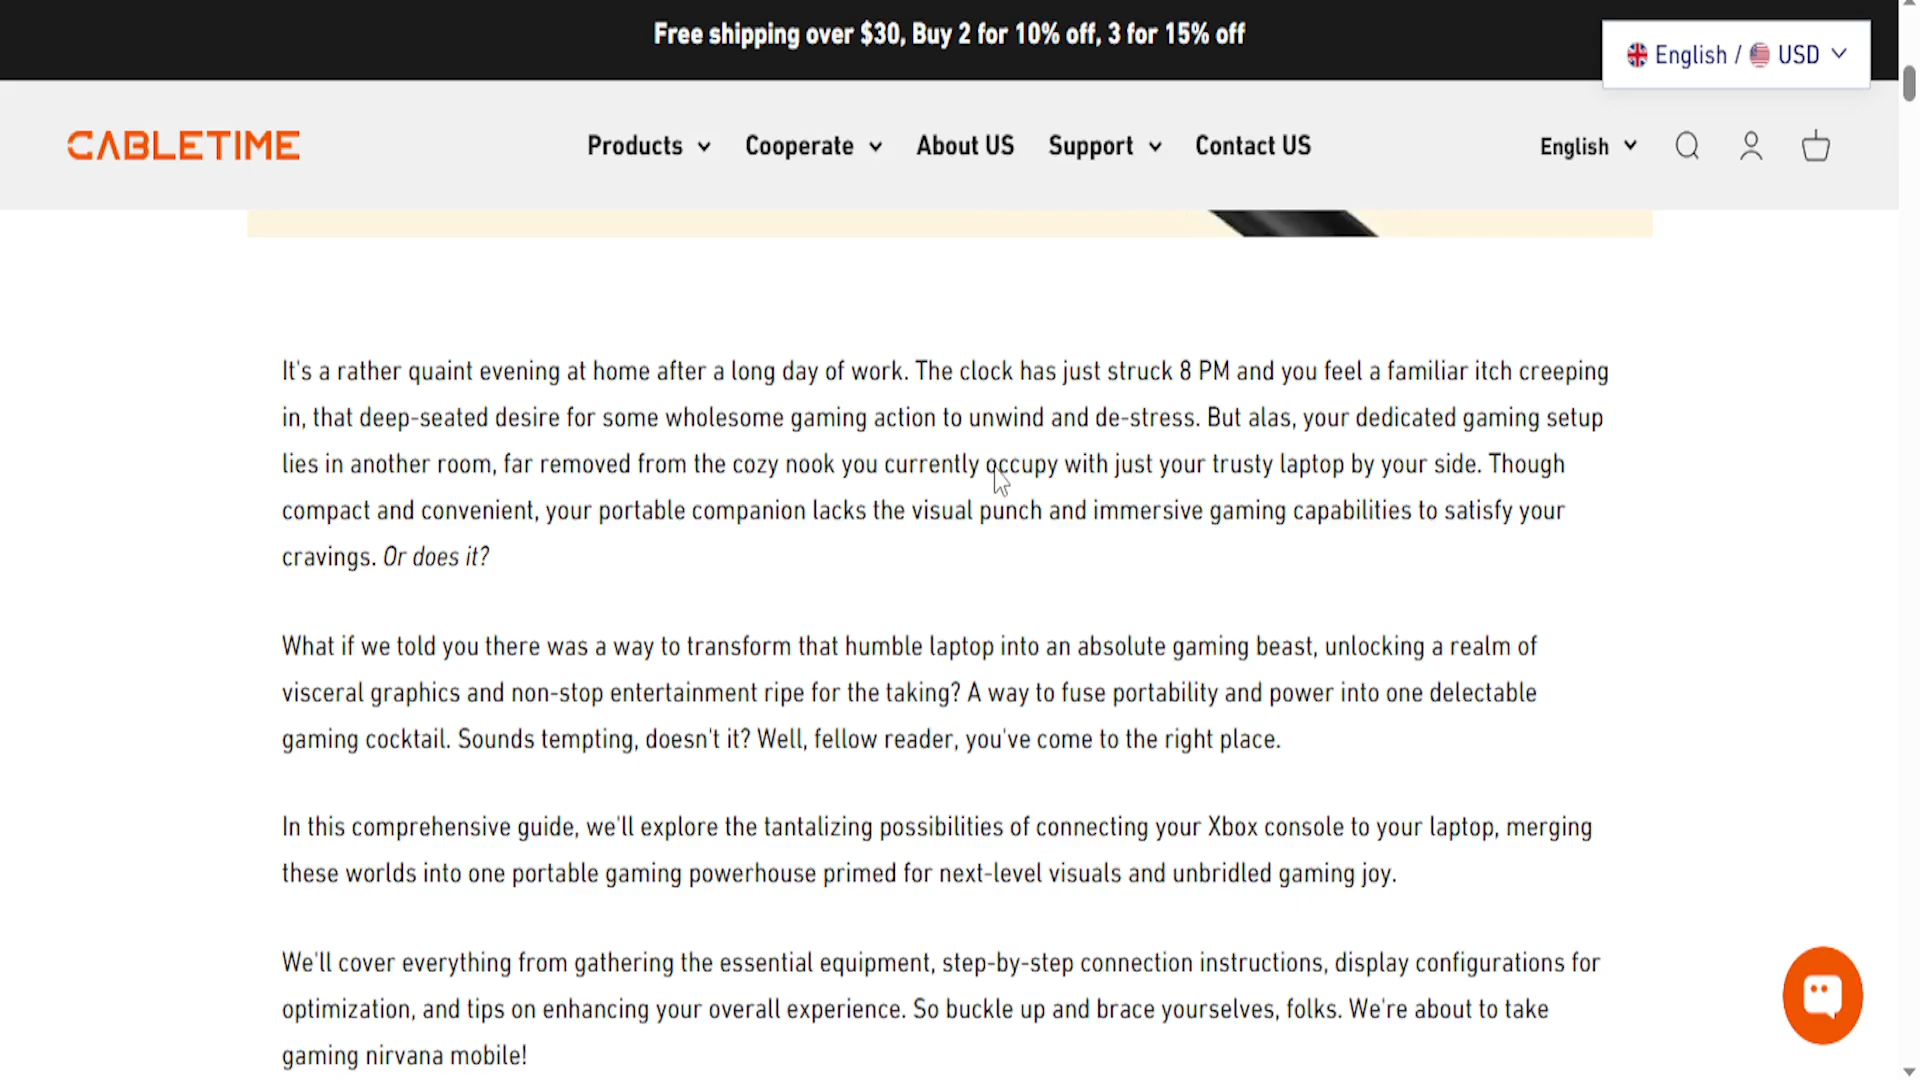 Free shipping over $30, Buy 2 for 10% off, 3 for 15% off
English / USD
CABLETIME
Products
Cooperate
About US
Support
Contact US
English
It's a rather quaint evening at home after a long day of work. The clock has just struck 8 PM and you feel a familiar itch creeping
in, that deep-seated desire for some wholesome gaming action to unwind and de-stress. But alas, your dedicated gaming setup
lies in another room, far removed from the cozy nook you currently occupy with just your trusty laptop by your side. Though
compact and convenient, your portable companion lacks the visual punch and immersive gaming capabilities to satisfy your
cravings. Or does it?
What if we told you there was a way to transform that humble laptop into an absolute gaming beast, unlocking a realm of
visceral graphics and non-stop entertainment ripe for the taking? A way to fuse portability and power into one delectable
gaming cocktail. Sounds tempting, doesn't it? Well, fellow reader, you've come to the right place.
In this comprehensive guide, we'll explore the tantalizing possibilities of connecting your Xbox console to your laptop, merging
these worlds into one portable gaming powerhouse primed for next-level visuals and unbridled gaming joy.
We'll cover everything from gathering the essential equipment, step-by-step connection instructions, display configurations for
optimization, and tips on enhancing your overall experience. So buckle up and brace yourselves, folks. We're about to take
gaming nirvana mobile!